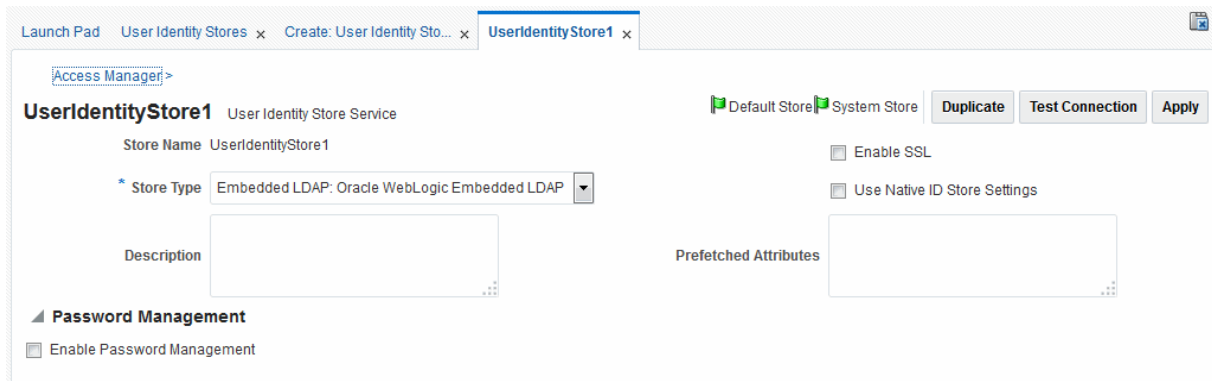 Launch Pad User Identity Stores x Create: User Identity Sto... x UserIdentityStore1 x
Access Manager >
UserIdentityStore1 User Identity Store Service Default Store System Store Duplicate Test Connection Apply
Store Name UserIdentityStore1 Enable SSL
* Store Type Embedded LDAP: Oracle WebLogic Embedded LDAP Use Native ID Store Settings
Description Prefetched Attributes
Password Management
Enable Password Management